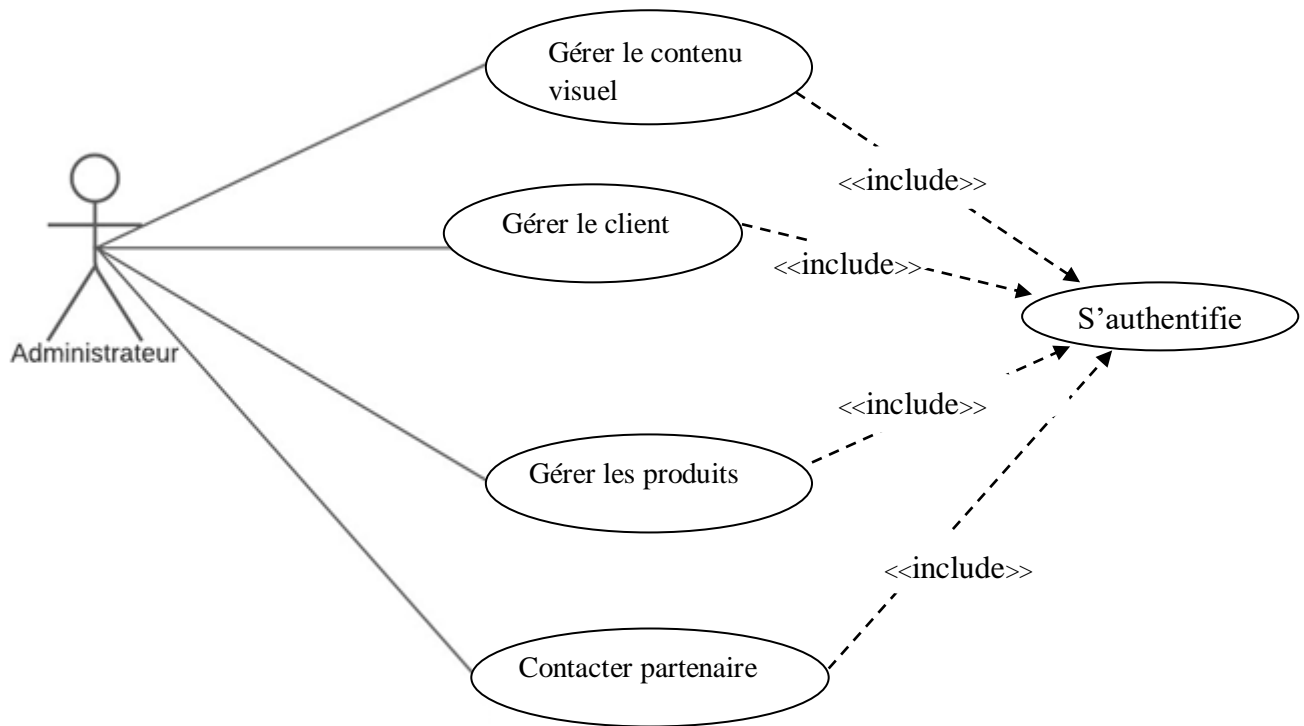 Gérer le contenu
visuel
<<include>>
Gérer le client
<<include>>
S’authentifie
Administrateur
<<include>>
Gérer les produits
<<include>>
Contacter partenaire